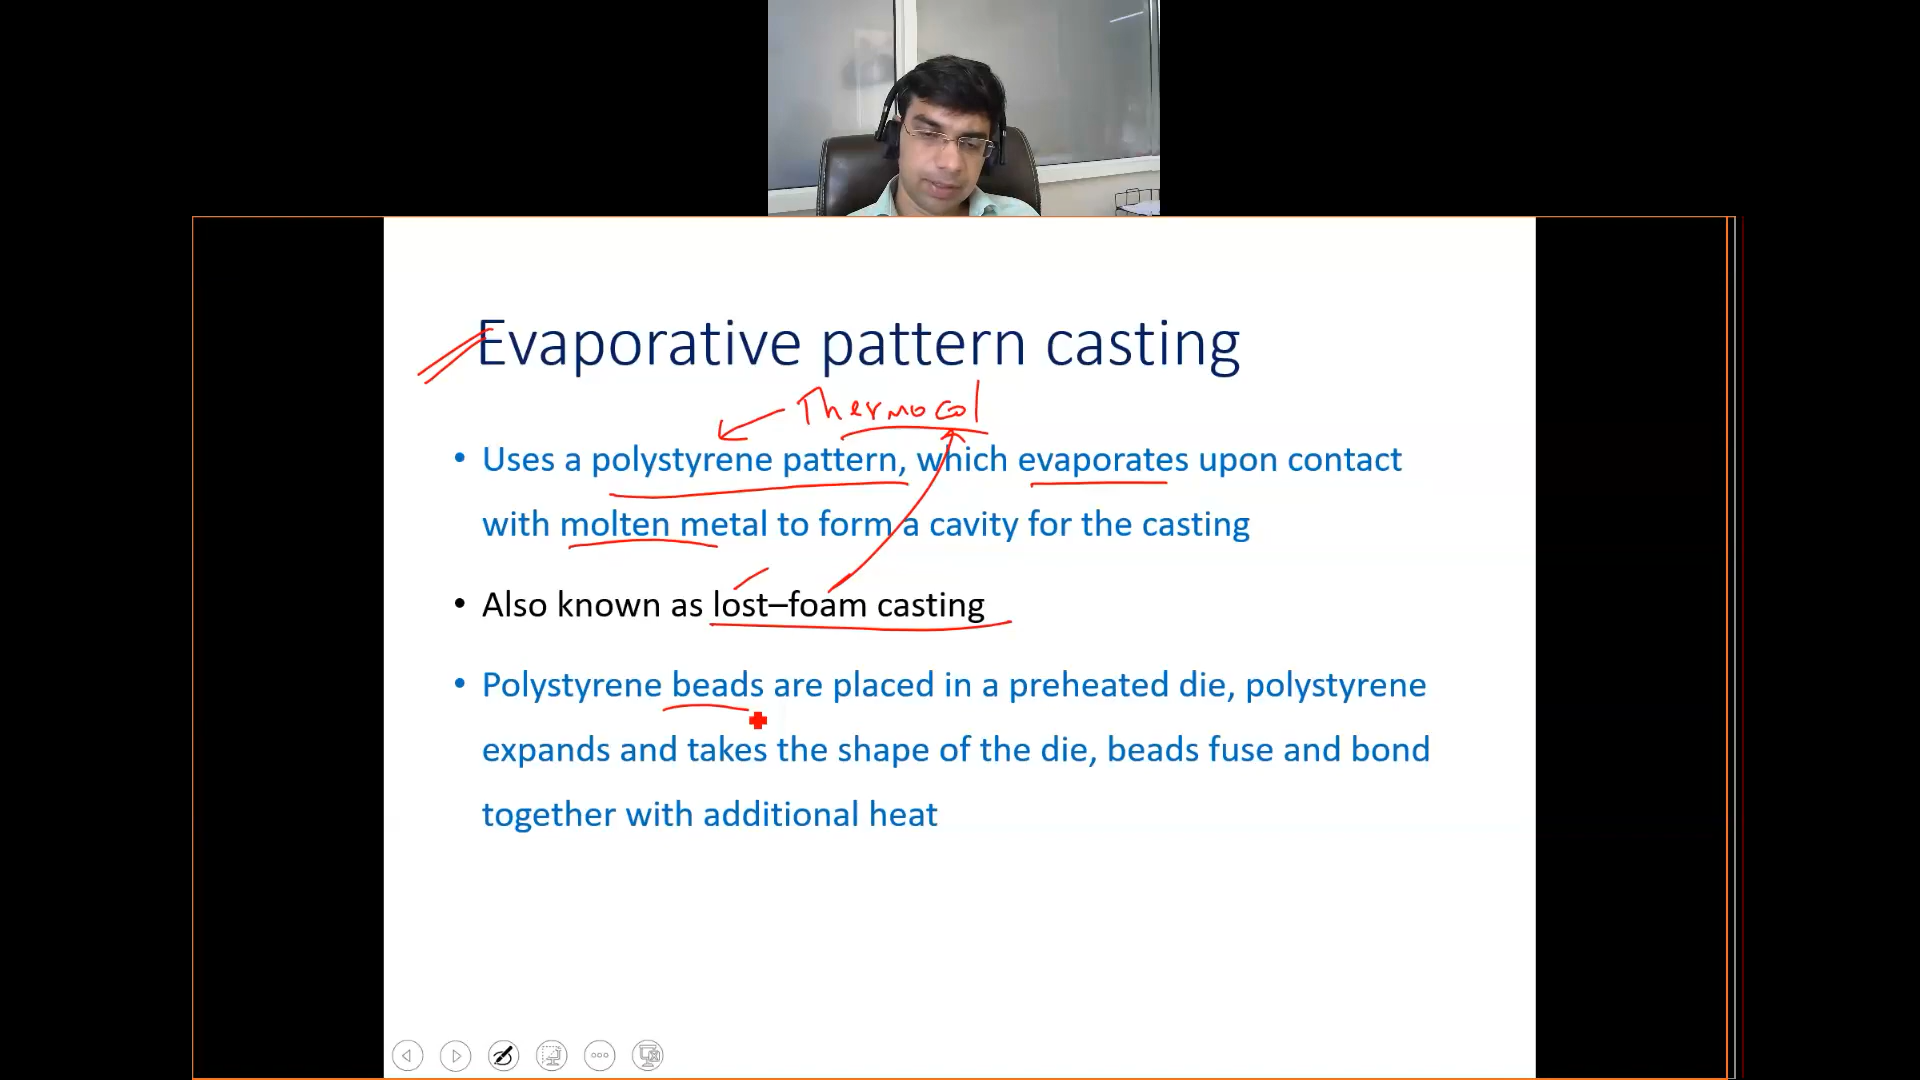 Evaporative pattern casting
Thermocol
• Uses a polystyrene pattern, which evaporates upon contact
with molten metal to form a cavity for the casting
• Also known as lost–foam casting
• Polystyrene beads are placed in a preheated die, polystyrene
expands and takes the shape of the die, beads fuse and bond
together with additional heat